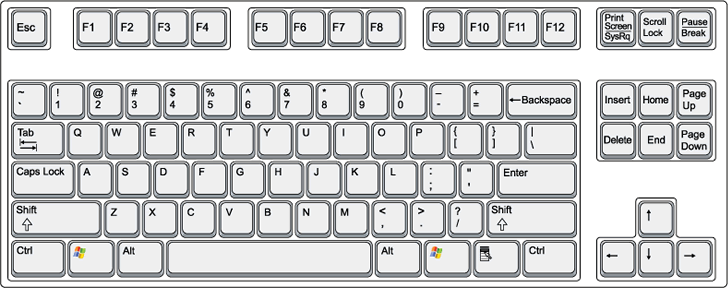 Esc F1 F2 F3 F4 F5 F6 F7 F8 F9 F10 F11 F12 Print Screen SysRq Scroll Lock Pause Break
~ ` ! 1 @ 2 # 3 $ 4 % 5 ^ 6 & 7 * 8 ( 9 ) 0 – - + = ←Backspace Insert Home Page Up
Tab Q W E R T Y U I O P { [ } ] | \ Delete End Page Down
Caps Lock A S D F G H J K L : ; " ' Enter
Shift Z X C V B N M < , > . ? / Shift ↑
Ctrl Alt Alt Ctrl ← ↓ →